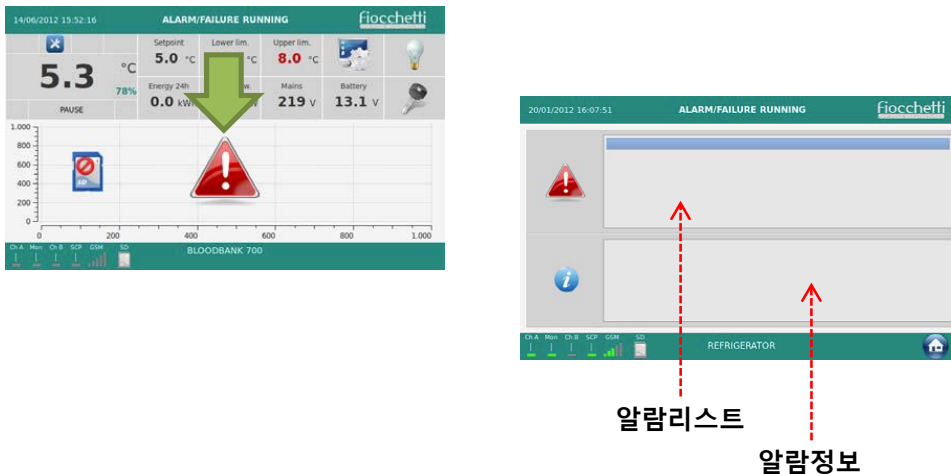 14/06/2012 15:52:16 ALARM/FAILURE RUNNING fiocchetti
Setpoint Lower lim. Upper lim.
5.3 °C 5.0 °C °C 8.0 °C
78%
Energy 24h Mains Battery
PAUSE 0.0 219 V 13.1 V
1.000
800
600
400
200
0
0 200 400 600 800 1.000
Ch A Mon Ch B SCP GSM SD
BLOODBANK 700
20/01/2012 16:07:51 ALARM/FAILURE RUNNING fiocchetti
Ch A Mon Ch B SCP GSM SD
REFRIGERATOR
알람리스트
알람정보